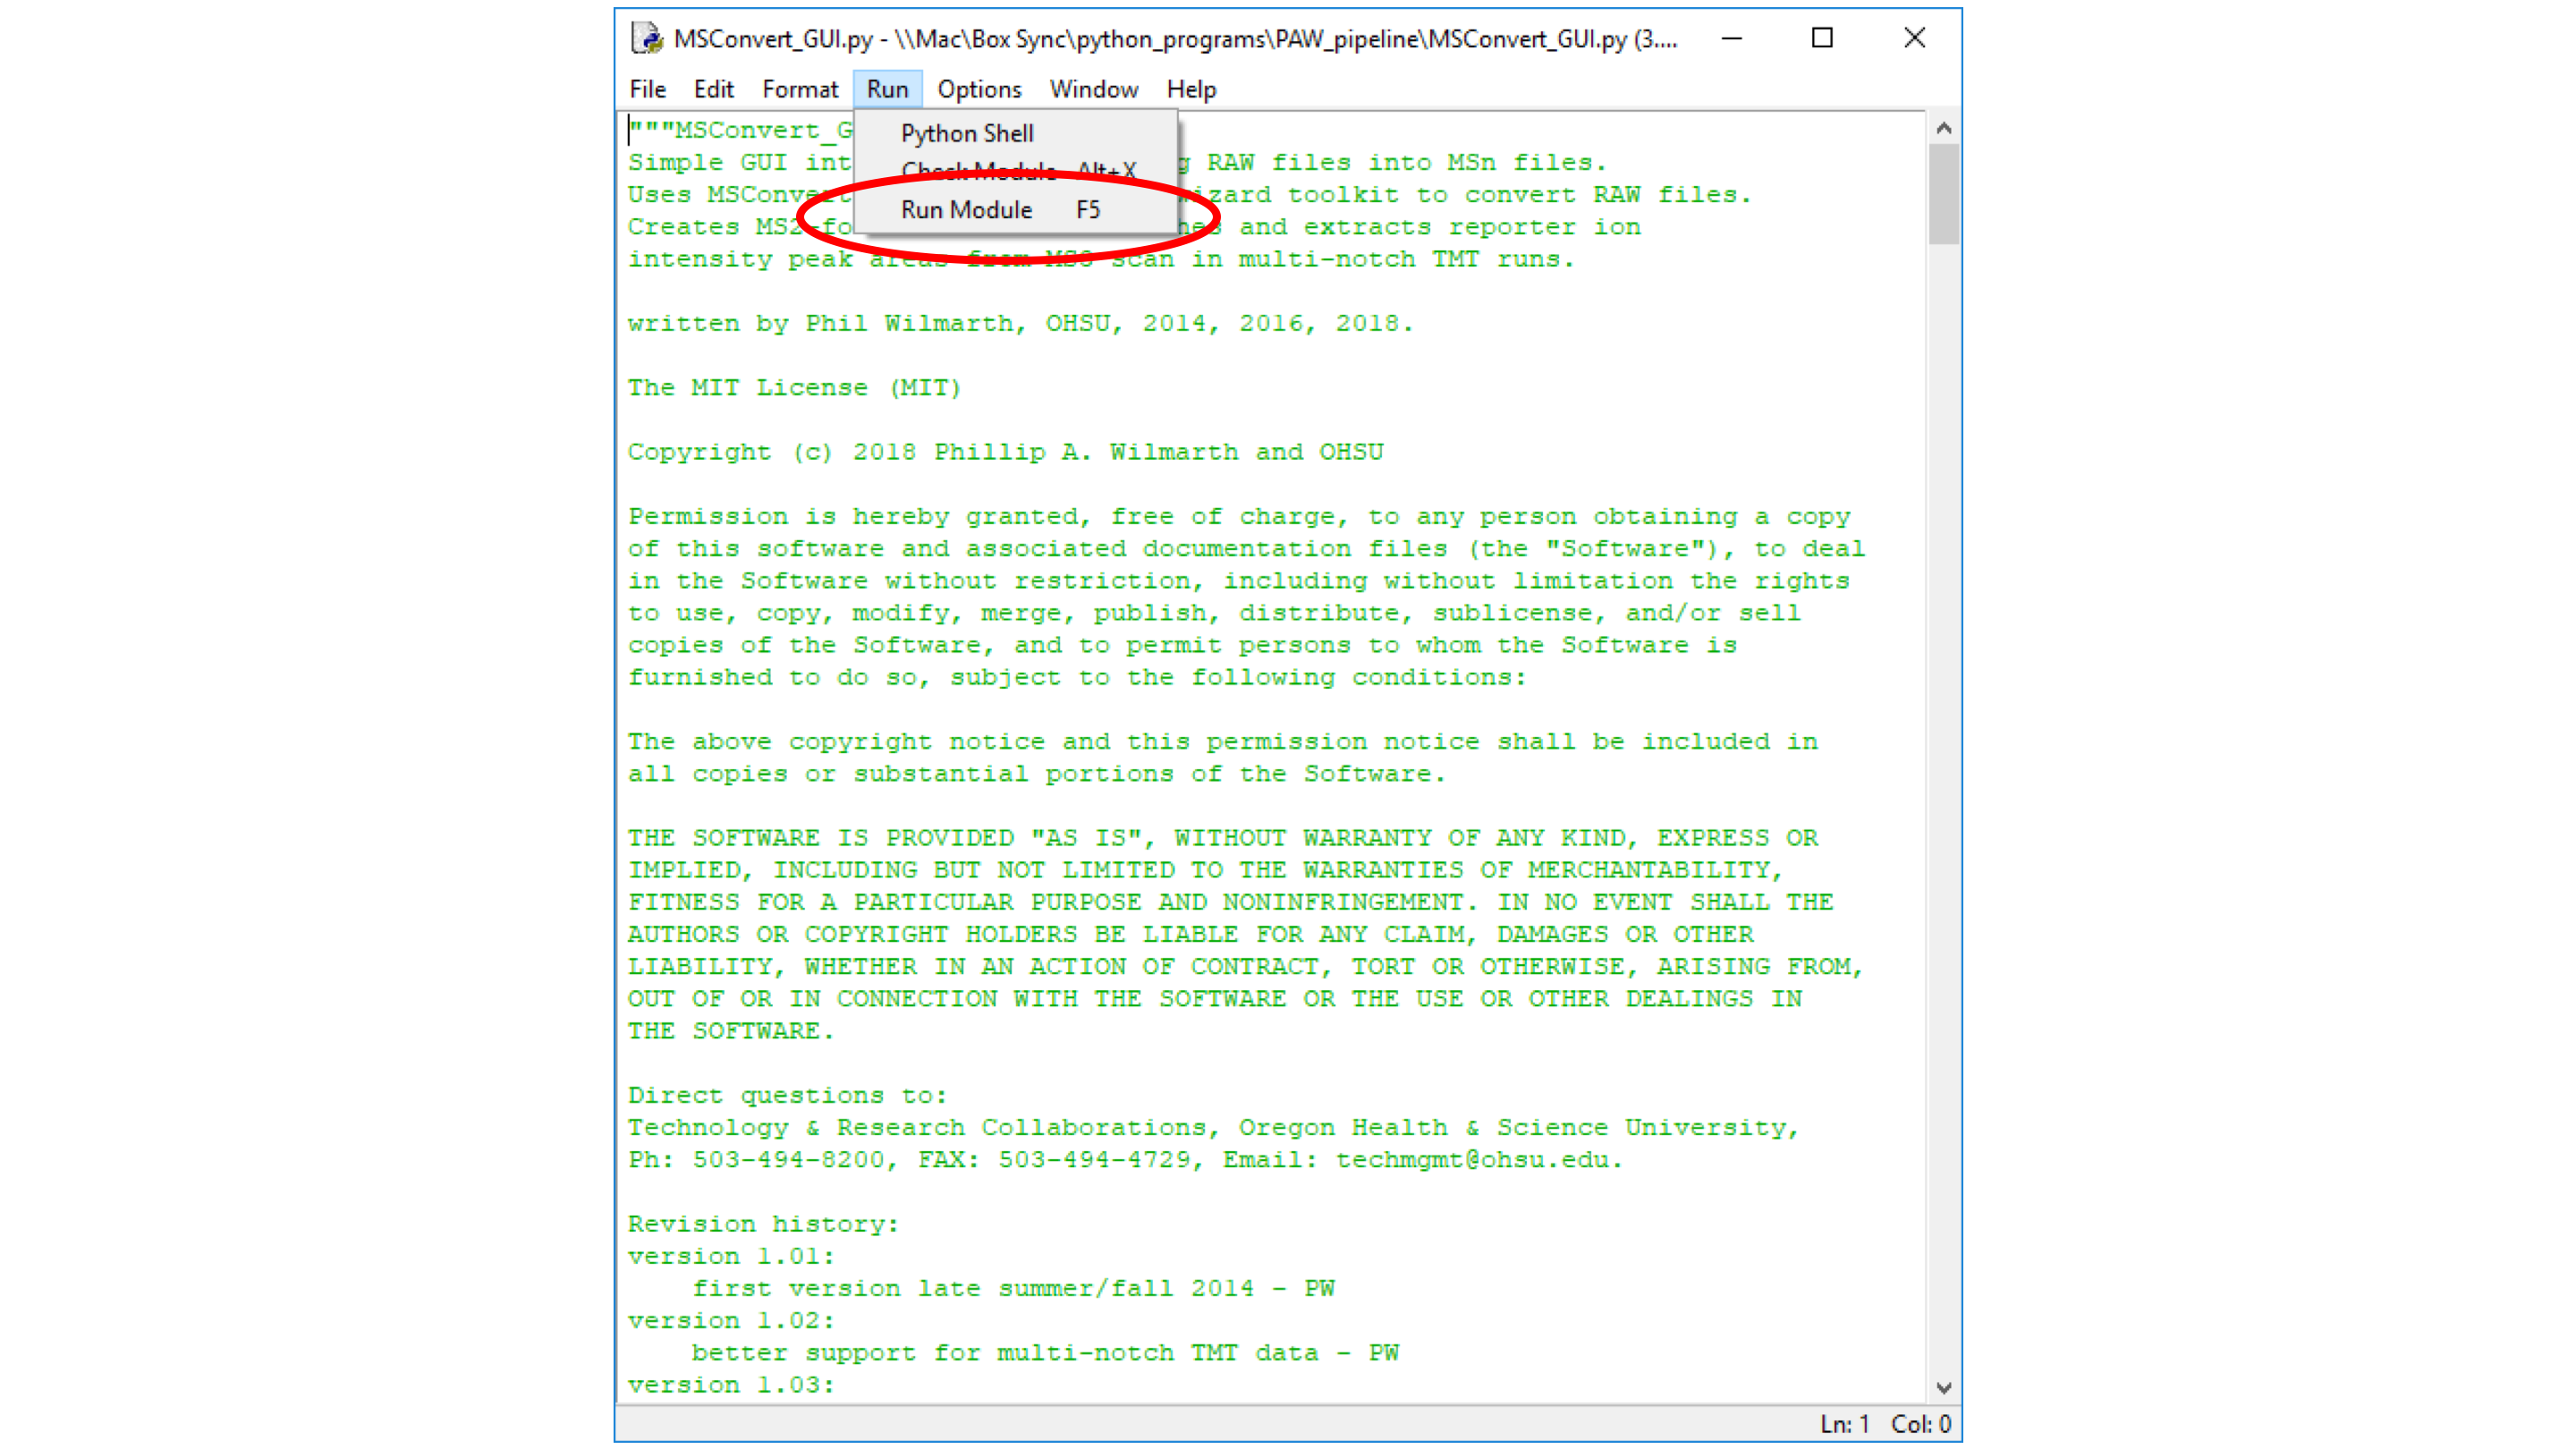 MSConvert_GUI.py - \\Mac\Box Sync\python_programs\PAW_pipeline\MSConvert_GUI.py (3....
File Edit Format Run Options Window Help
Python Shell
Check Module Alt+X
Run Module F5
"""MSConvert_G
Simple GUI int g RAW files into MSn files.
Uses MSConvert izard toolkit to convert RAW files.
Creates MS2-fo hes and extracts reporter ion
intensity peak areas from MS3 scan in multi-notch TMT runs.
written by Phil Wilmarth, OHSU, 2014, 2016, 2018.
The MIT License (MIT)
Copyright (c) 2018 Phillip A. Wilmarth and OHSU
Permission is hereby granted, free of charge, to any person obtaining a copy
of this software and associated documentation files (the "Software"), to deal
in the Software without restriction, including without limitation the rights
to use, copy, modify, merge, publish, distribute, sublicense, and/or sell
copies of the Software, and to permit persons to whom the Software is
furnished to do so, subject to the following conditions:
The above copyright notice and this permission notice shall be included in
all copies or substantial portions of the Software.
THE SOFTWARE IS PROVIDED "AS IS", WITHOUT WARRANTY OF ANY KIND, EXPRESS OR
IMPLIED, INCLUDING BUT NOT LIMITED TO THE WARRANTIES OF MERCHANTABILITY,
FITNESS FOR A PARTICULAR PURPOSE AND NONINFRINGEMENT. IN NO EVENT SHALL THE
AUTHORS OR COPYRIGHT HOLDERS BE LIABLE FOR ANY CLAIM, DAMAGES OR OTHER
LIABILITY, WHETHER IN AN ACTION OF CONTRACT, TORT OR OTHERWISE, ARISING FROM,
OUT OF OR IN CONNECTION WITH THE SOFTWARE OR THE USE OR OTHER DEALINGS IN
THE SOFTWARE.
Direct questions to:
Technology & Research Collaborations, Oregon Health & Science University,
Ph: 503-494-8200, FAX: 503-494-4729, Email: techmgmt@ohsu.edu.
Revision history:
version 1.01:
first version late summer/fall 2014 - PW
version 1.02:
better support for multi-notch TMT data - PW
version 1.03:
Ln: 1 Col: 0